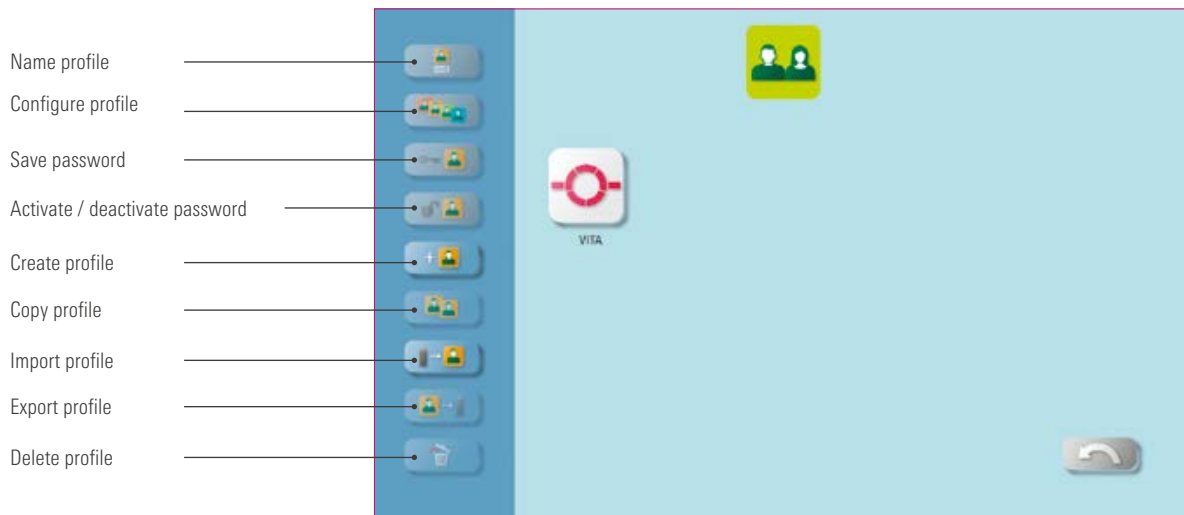 Name profile
Configure profile
Save password
Activate / deactivate password
Create profile
Copy profile
Import profile
Export profile
Delete profile
VITA